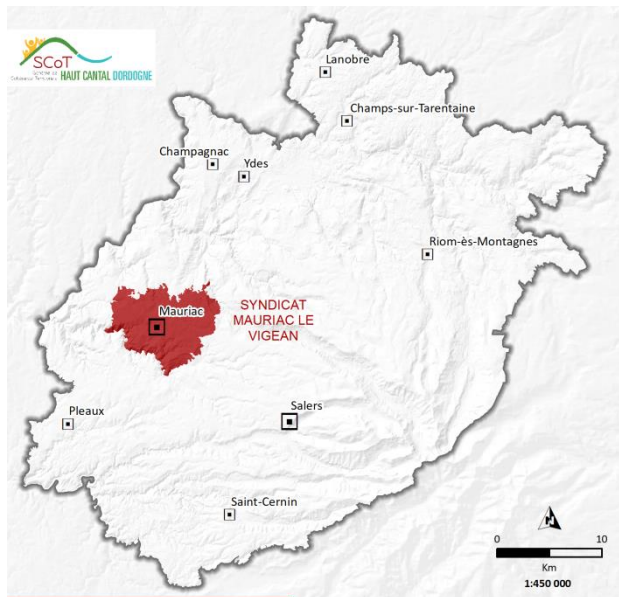 SCoT
HAUT CANTAL DORDOGNE
Lanobre
Champs-sur-Tarentaine
Champagnac
Ydes
Riom-ès-Montagnes
Mauriac
SYNDICAT
MAURIAC LE
VIGEAN
Pleaux
Salers
Saint-Cernin
N
0 10
Km
1:450 000